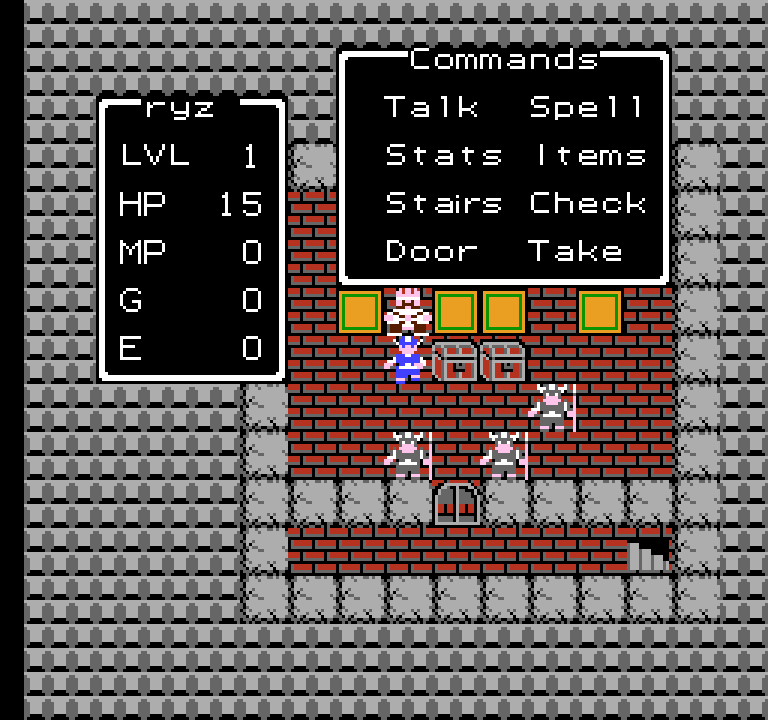 Commands
Talk Spell
Stats Items
Stairs Check
Door Take
ryz
LVL 1
HP 15
MP 0
G 0
E 0